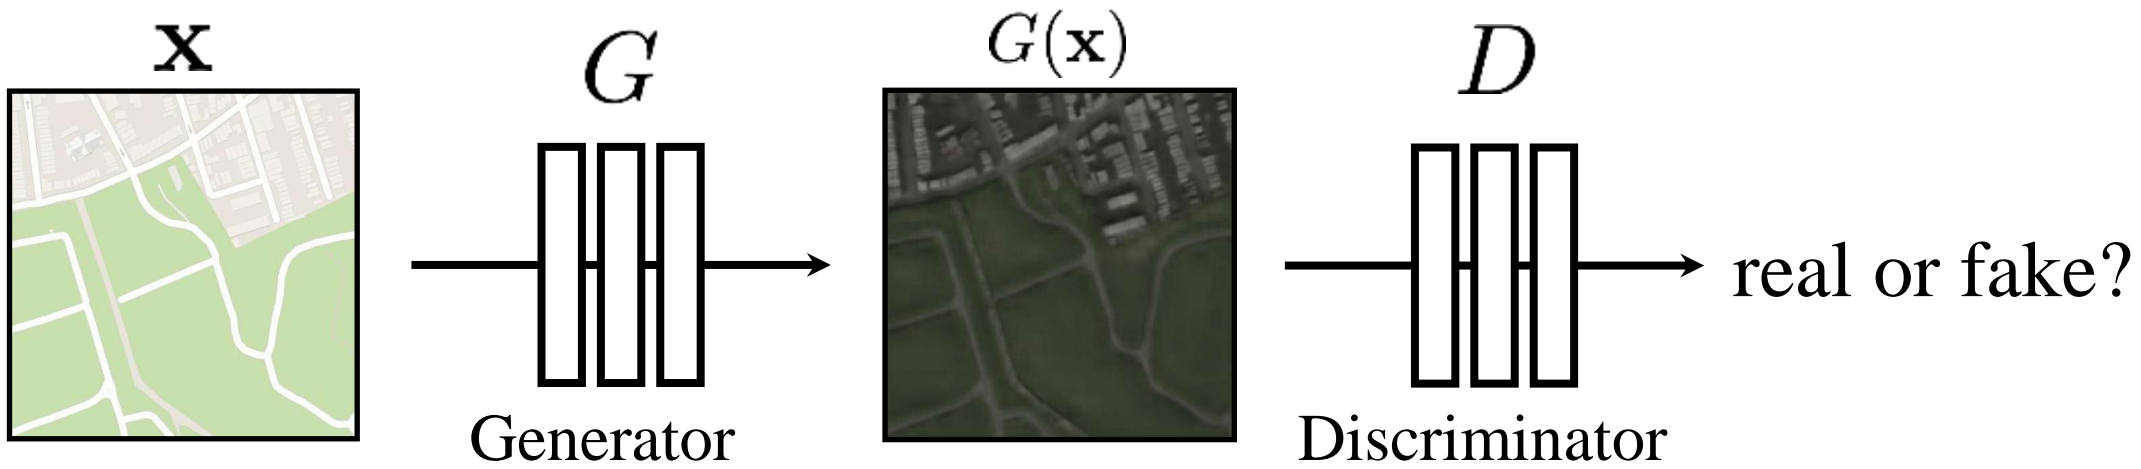 x
G
G(x)
D
real or fake?
Generator
Discriminator